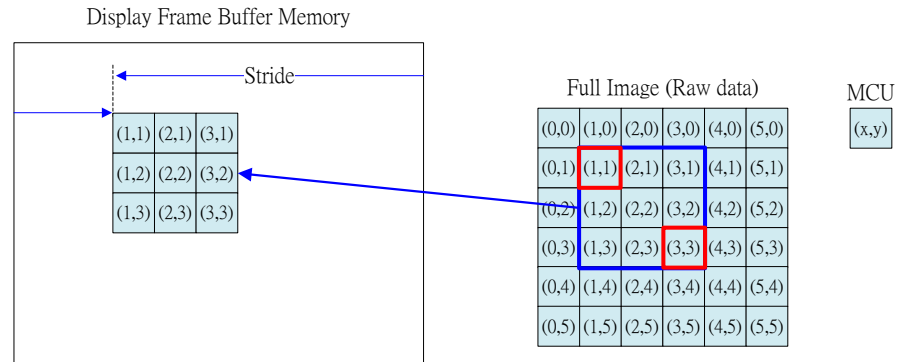 Display Frame Buffer Memory
Stride
(1,1) (2,1) (3,1)
(1,2) (2,2) (3,2)
(1,3) (2,3) (3,3)
Full Image (Raw data)
(0,0) (1,0) (2,0) (3,0) (4,0) (5,0)
(0,1) (1,1) (2,1) (3,1) (4,1) (5,1)
(0,2) (1,2) (2,2) (3,2) (4,2) (5,2)
(0,3) (1,3) (2,3) (3,3) (4,3) (5,3)
(0,4) (1,4) (2,4) (3,4) (4,4) (5,4)
(0,5) (1,5) (2,5) (3,5) (4,5) (5,5)
MCU
(x,y)